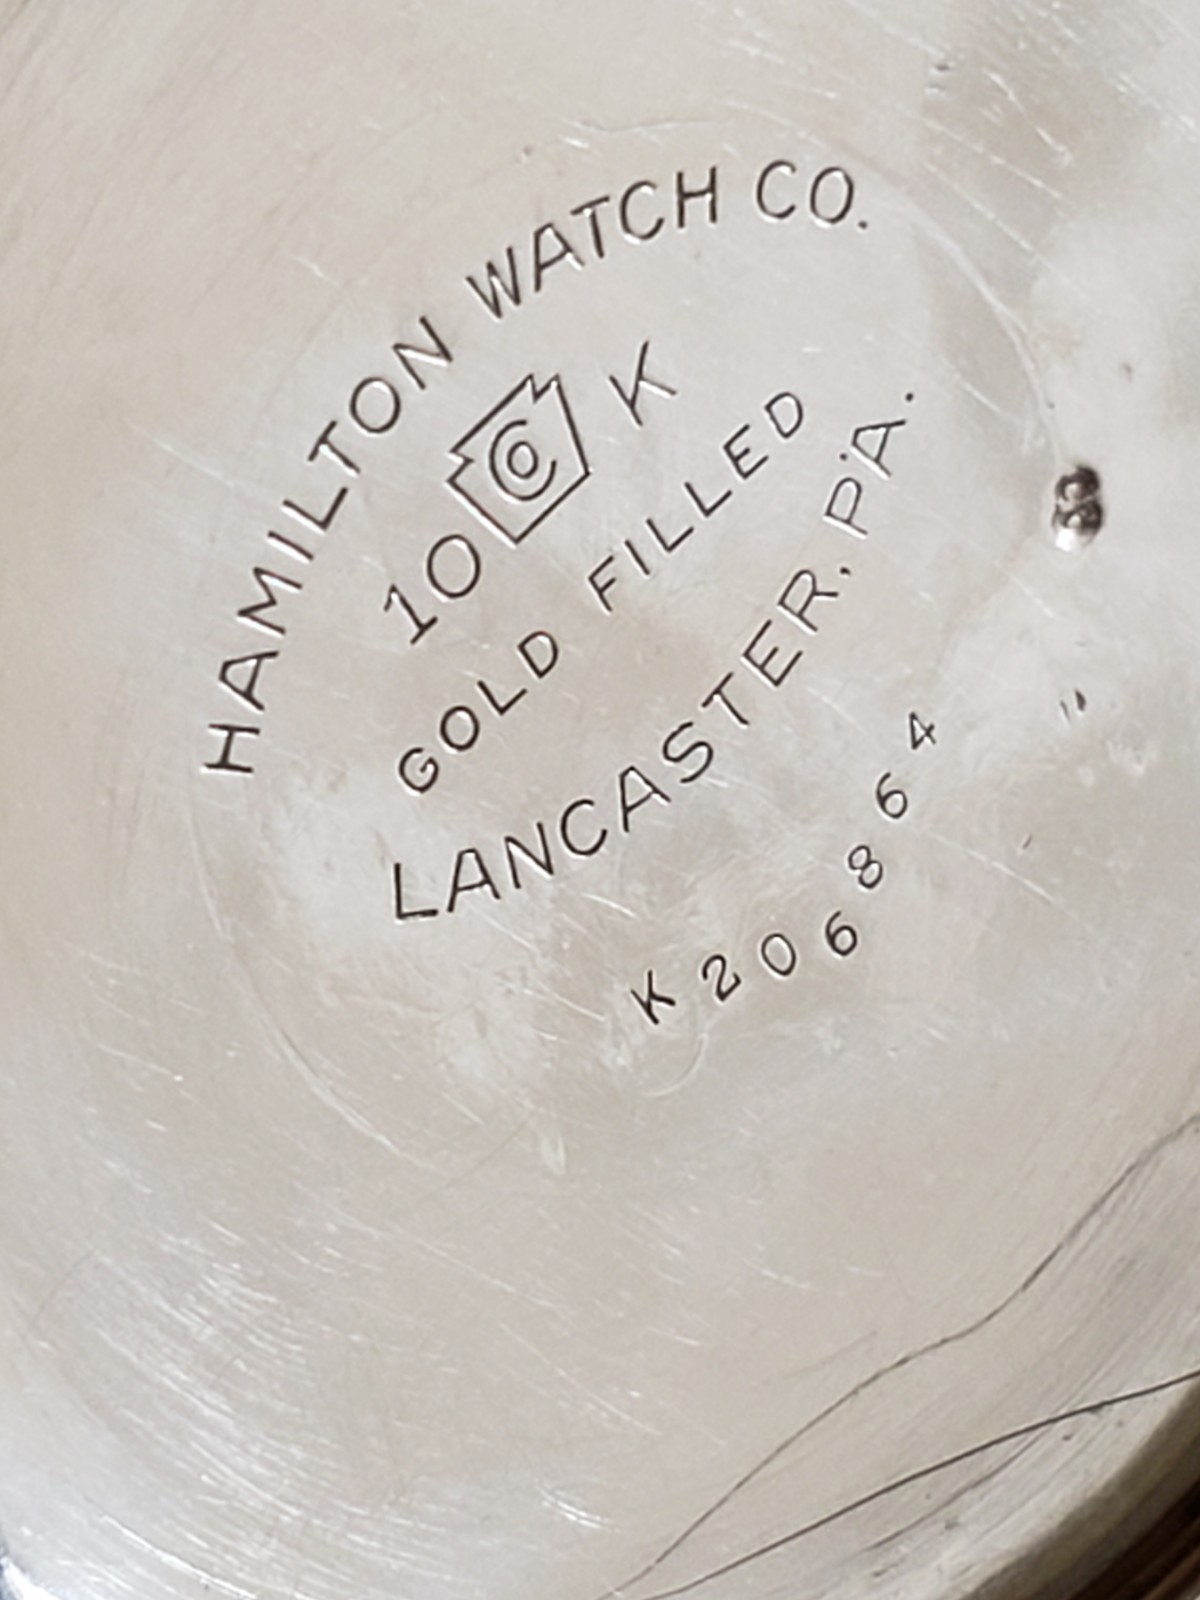 HAMILTON WATCH CO.
10 C K
GOLD FILLED
LANCASTER, PA.
K206864